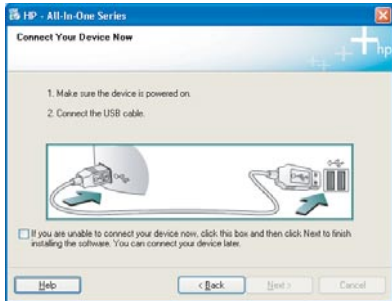 HP - All-In-One Series
Connect Your Device Now
hp
1. Make sure the device is powered on.
2. Connect the USB cable.
If you are unable to connect your device now, click this box and then click Next to finish
installing the software. You can connect your device later.
Help
< Back
Next >
Cancel